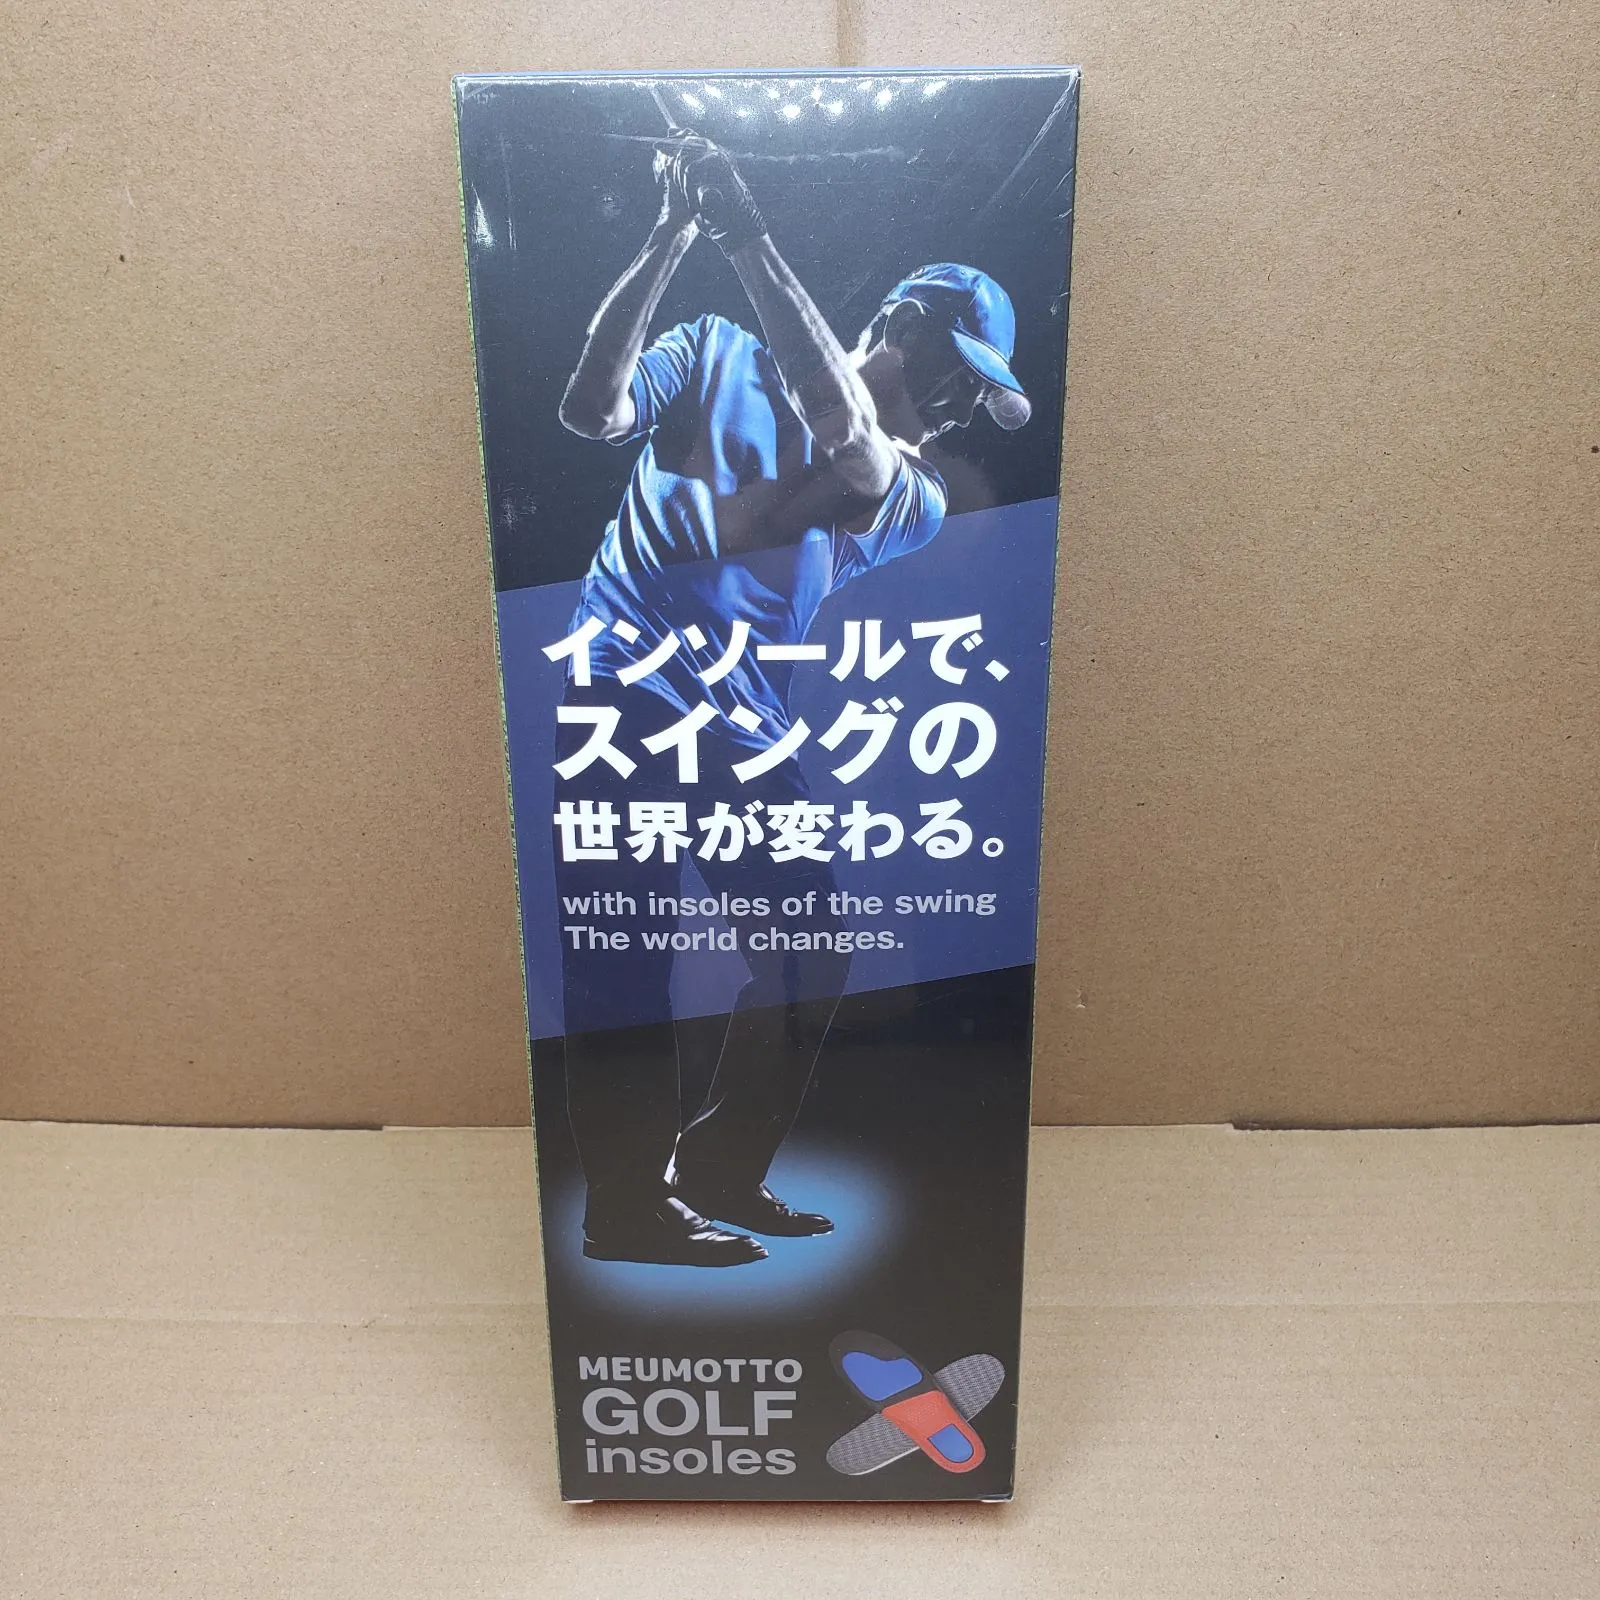 インソールで、
スイングの
世界が変わる。
with insoles of the swing
The world changes.
MEUMOTTO
GOLF
insoles